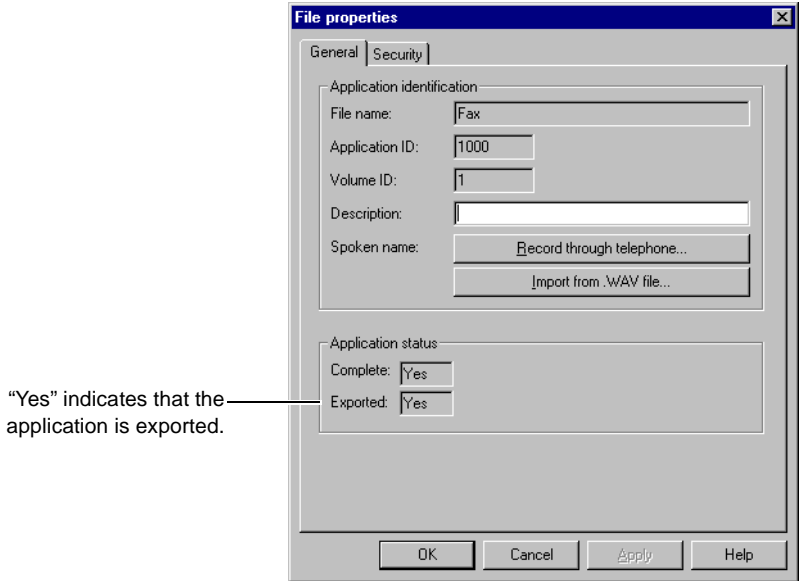 File properties
General Security
Application identification
File name: Fax
Application ID: 1000
Volume ID: 1
Description:
Spoken name: Record through telephone...
Import from .WAV file...
Application status
Complete: Yes
Exported: Yes
“Yes” indicates that the
application is exported.
OK Cancel Apply Help